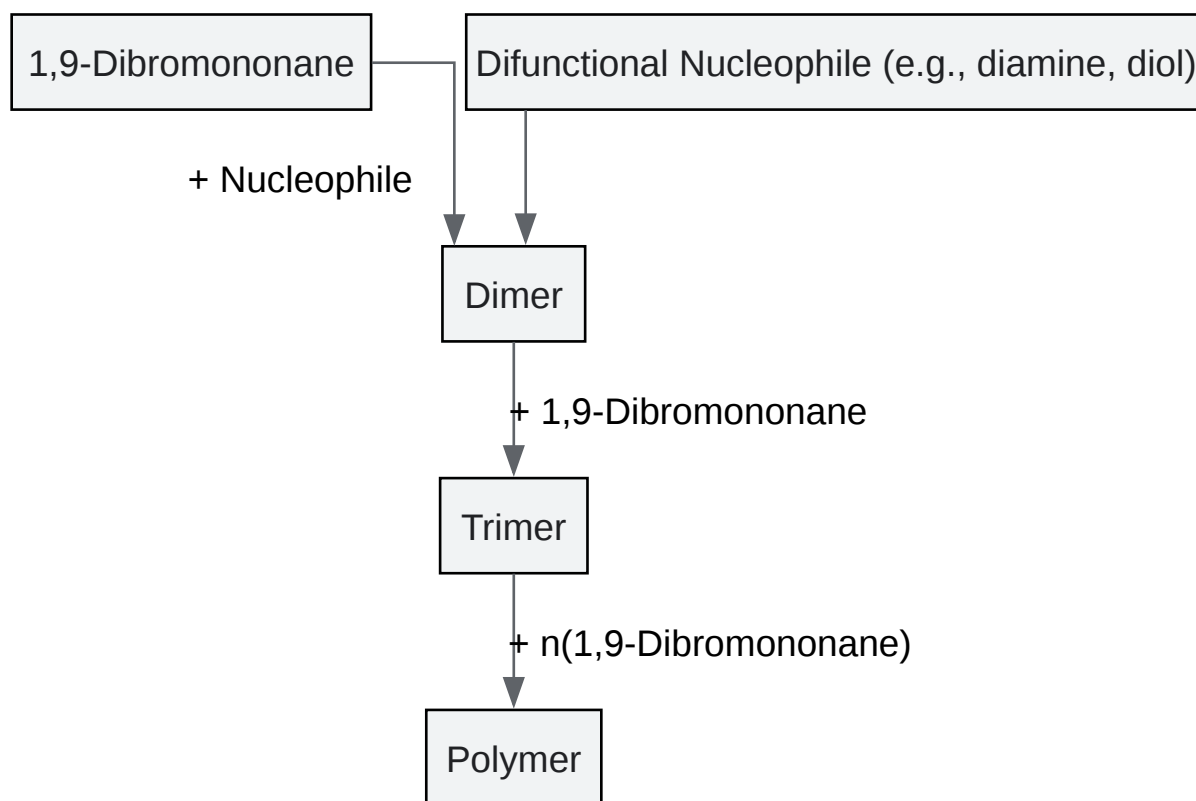 1,9-Dibromononane
Difunctional Nucleophile (e.g., diamine, diol)
+ Nucleophile
Dimer
+ 1,9-Dibromononane
Trimer
+ n(1,9-Dibromononane)
Polymer